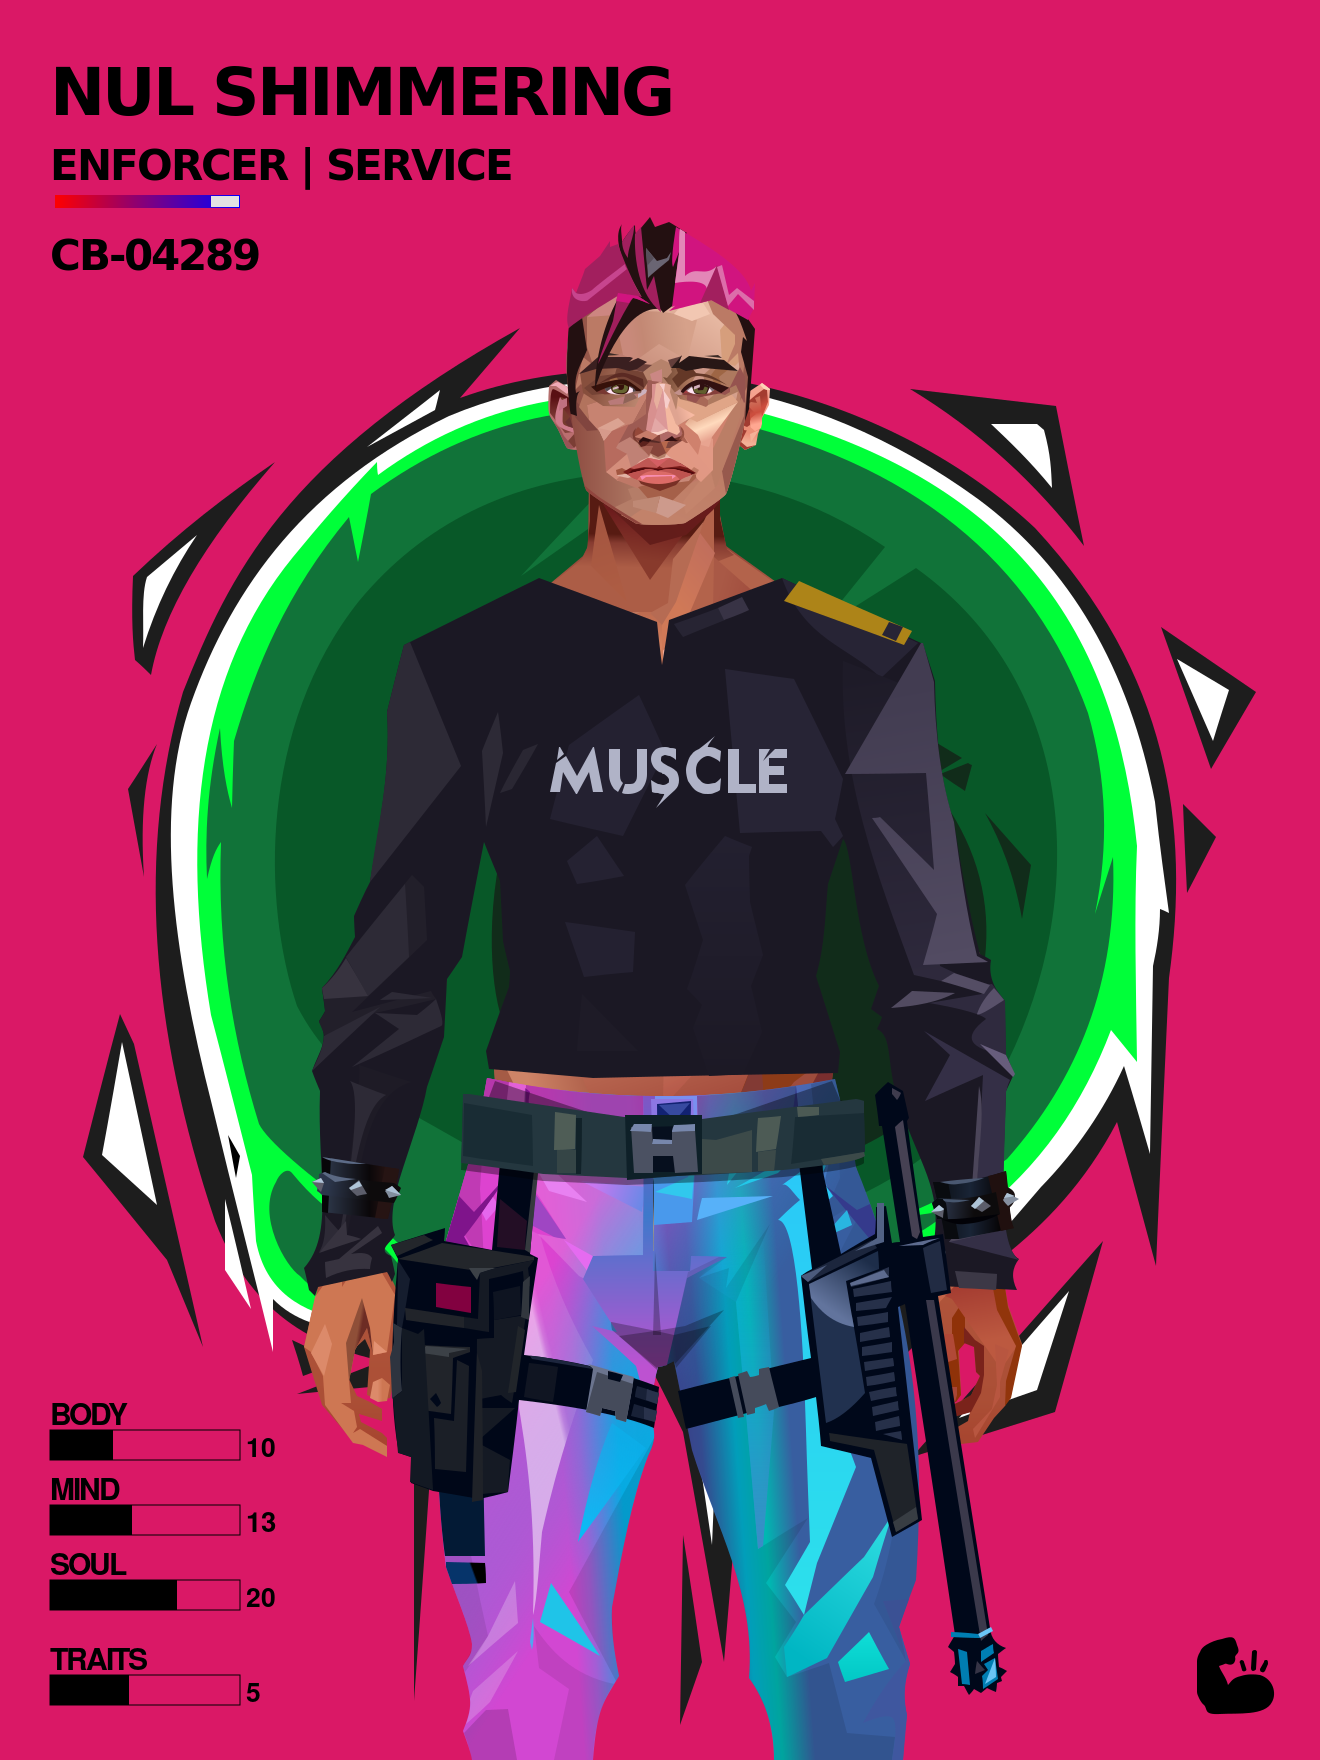 NUL SHIMMERING
ENFORCER | SERVICE
CB-04289
MUSCLE
BODY
10
MIND
13
SOUL
20
TRAITS
5